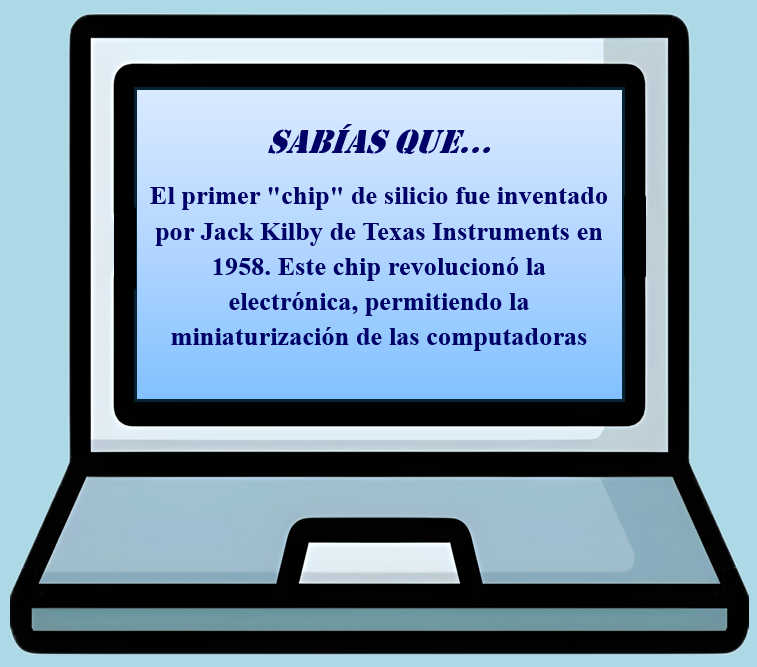 SABÍAS QUE...
El primer "chip" de silicio fue inventado
por Jack Kilby de Texas Instruments en
1958. Este chip revolucionó la
electrónica, permitiendo la
miniaturización de las computadoras